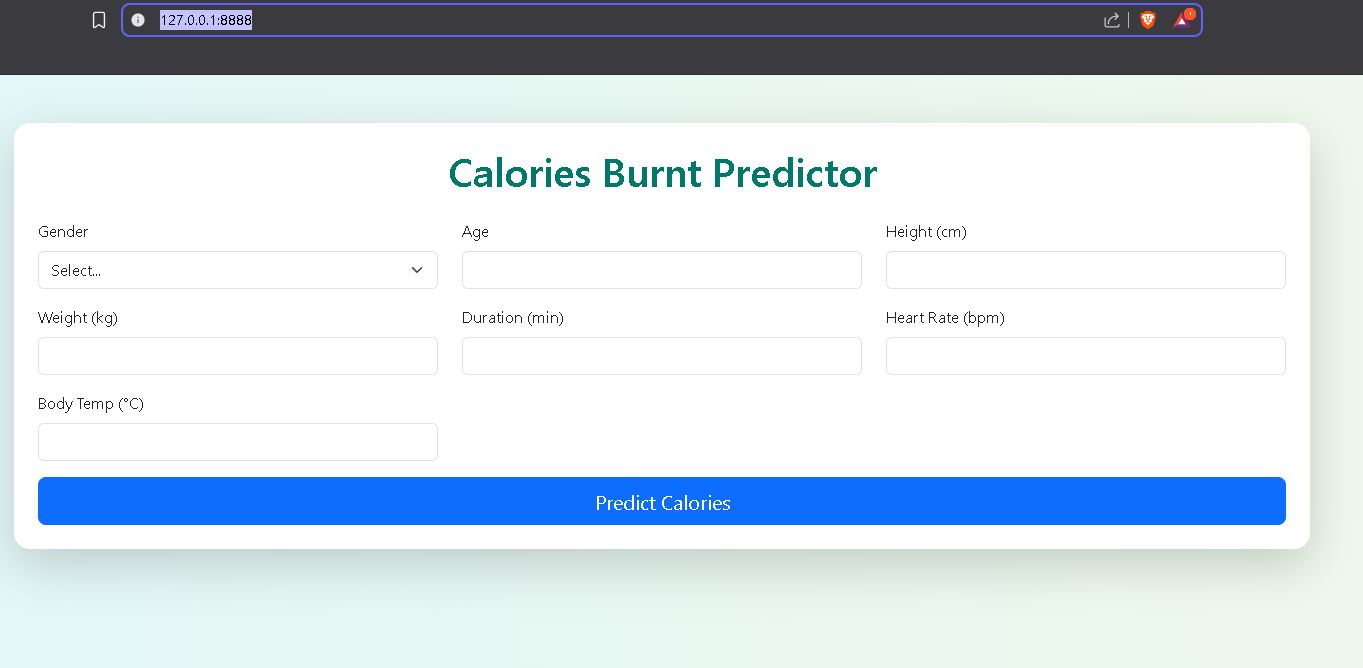 127.0.0.1:8888
Calories Burnt Predictor
Gender
Age
Height (cm)
Select...
Weight (kg)
Duration (min)
Heart Rate (bpm)
Body Temp (°C)
Predict Calories